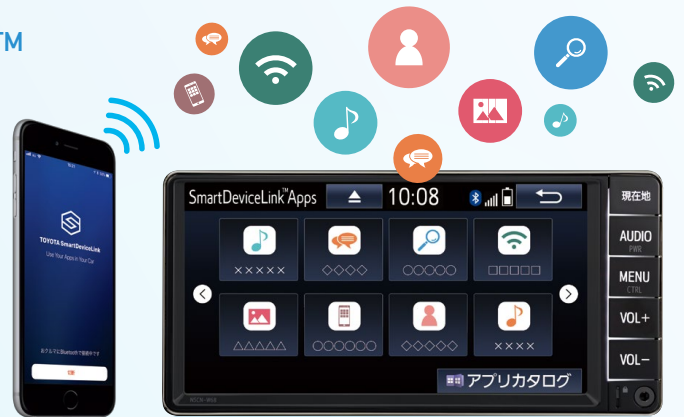 TM
TOYOTA SmartDeviceLink
Use Your Apps in Your Car
SmartDeviceLink™Apps
10:08
×××××
◇◇◇◇
○○○○○
□□□□□
△△△△△
○○○○○○
◇◇◇◇◇
××××
アプリカタログ
現在地
AUDIO
PWR
MENU
CTRL
VOL+
VOL−